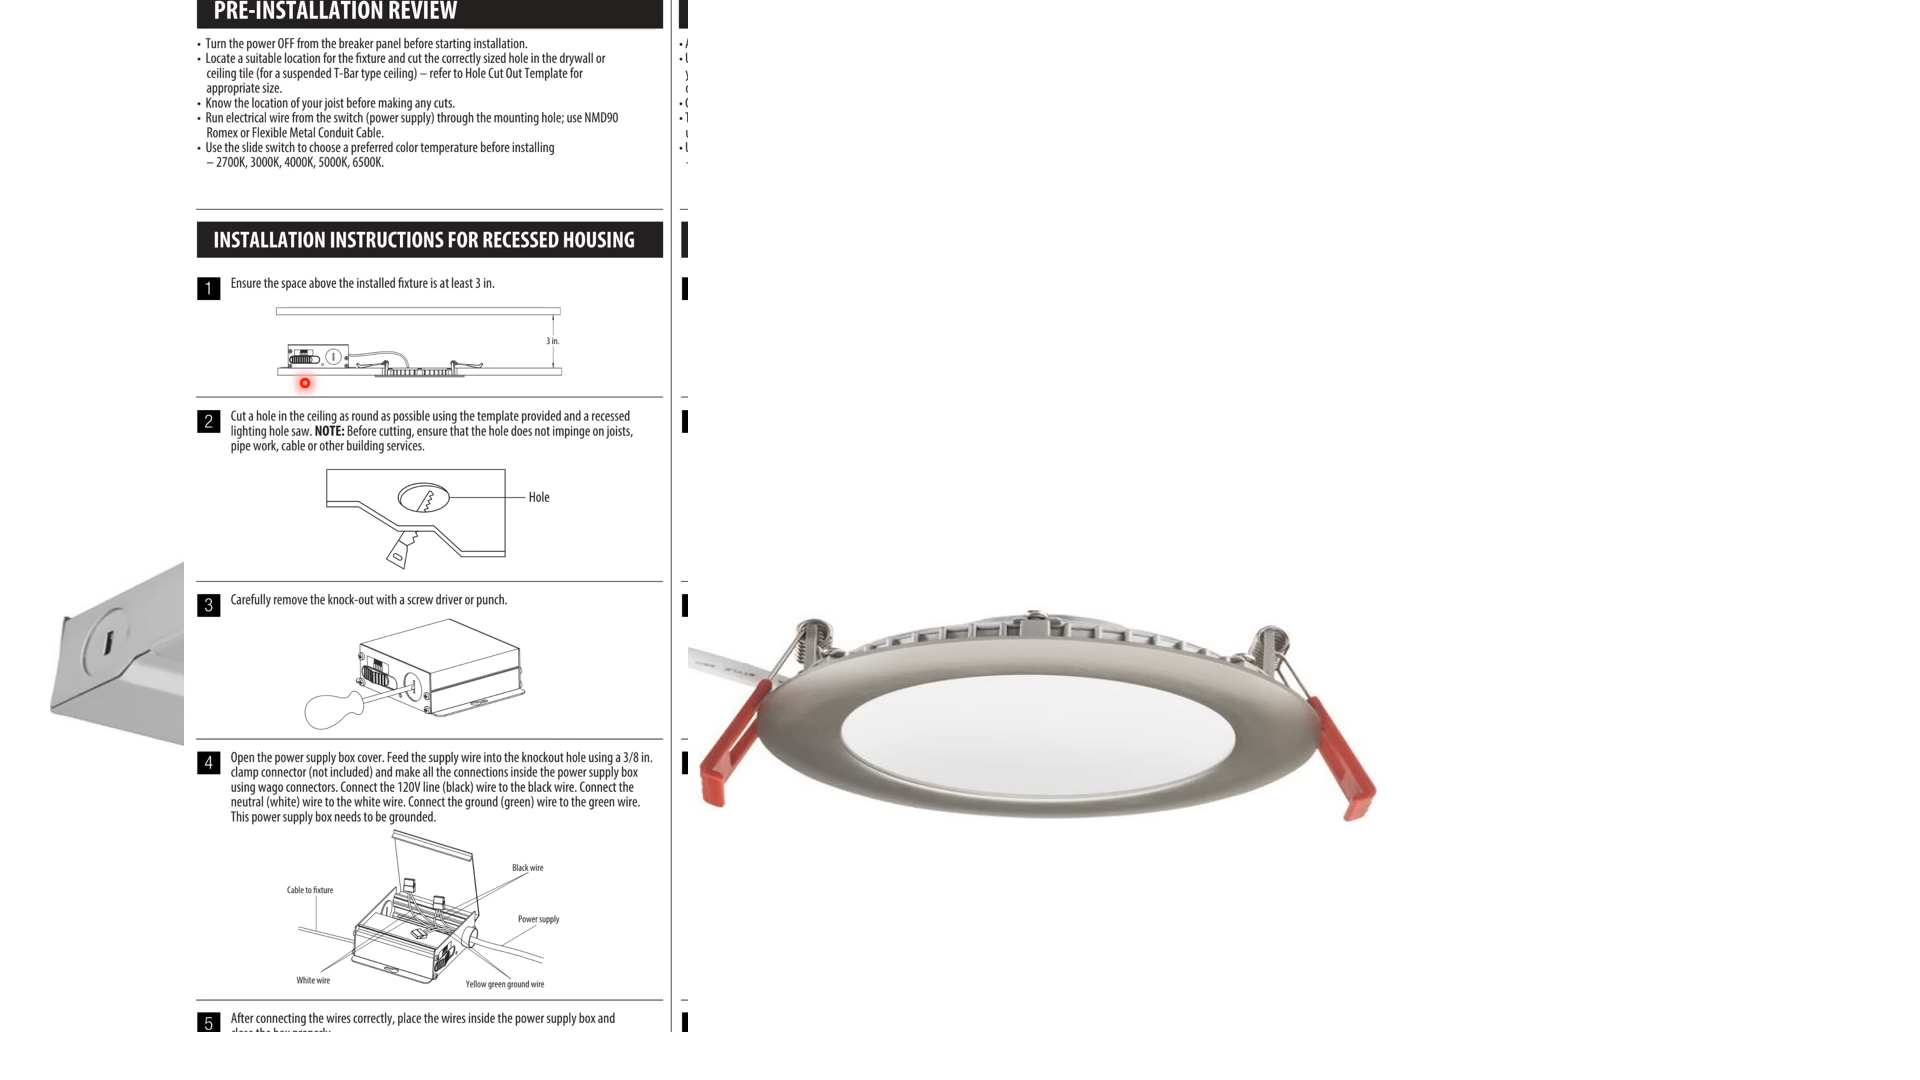 PRE-INSTALLATION REVIEW
• Turn the power OFF from the breaker panel before starting installation.
• Locate a suitable location for the fixture and cut the correctly sized hole in the drywall or
ceiling tile (for a suspended T-Bar type ceiling) – refer to Hole Cut Out Template for
appropriate size.
• Know the location of your joist before making any cuts.
• Run electrical wire from the switch (power supply) through the mounting hole; use NMD90
Romex or Flexible Metal Conduit Cable.
• Use the slide switch to choose a preferred color temperature before installing
– 2700K, 3000K, 4000K, 5000K, 6500K.
INSTALLATION INSTRUCTIONS FOR RECESSED HOUSING
1 Ensure the space above the installed fixture is at least 3 in.
3 in.
2 Cut a hole in the ceiling as round as possible using the template provided and a recessed
lighting hole saw. NOTE: Before cutting, ensure that the hole does not impinge on joists,
pipe work, cable or other building services.
Hole
3 Carefully remove the knock-out with a screw driver or punch.
4 Open the power supply box cover. Feed the supply wire into the knockout hole using a 3/8 in.
clamp connector (not included) and make all the connections inside the power supply box
using wago connectors. Connect the 120V line (black) wire to the black wire. Connect the
neutral (white) wire to the white wire. Connect the ground (green) wire to the green wire.
This power supply box needs to be grounded.
Black wire
Cable to fixture
Power supply
White wire
Yellow green ground wire
5 After connecting the wires correctly, place the wires inside the power supply box and